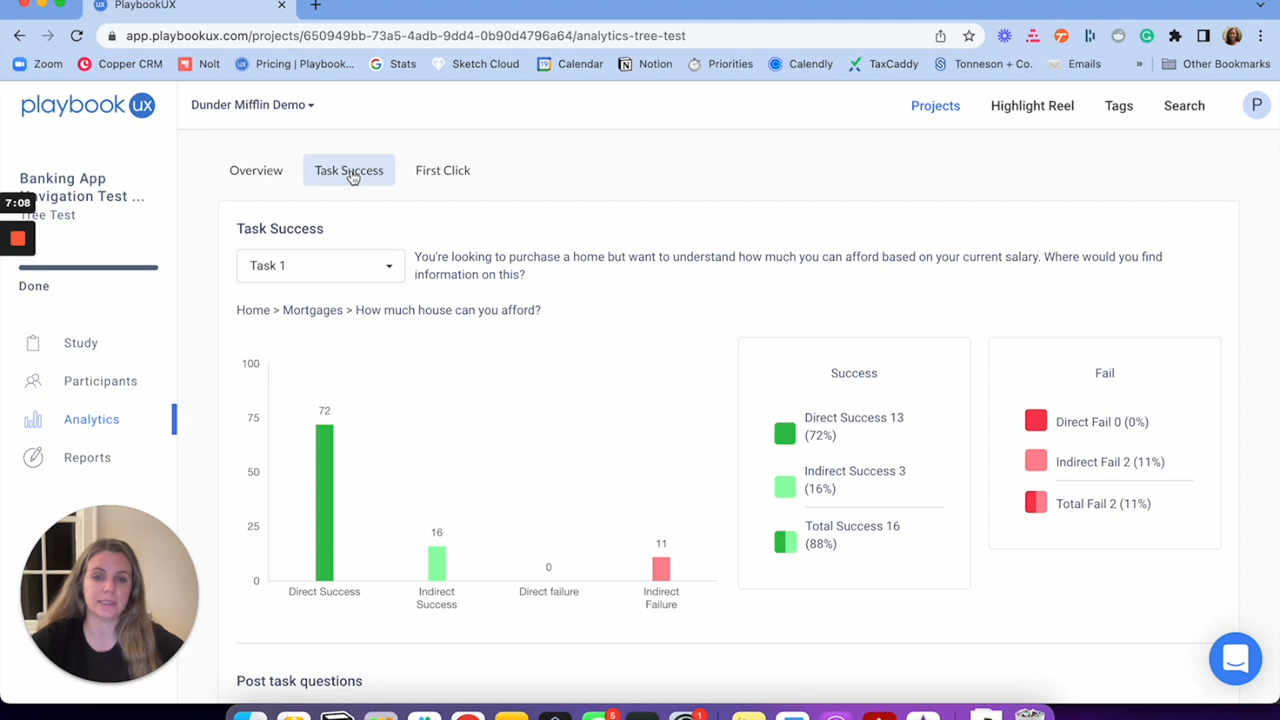 PlaybookUX
app.playbookux.com/projects/650949bb-73a5-4adb-9dd4-0b90d4796a64/analytics-tree-test
Zoom Copper CRM Nolt Pricing | Playbook... Stats Sketch Cloud Calendar Notion Priorities Calendly TaxCaddy Tonneson + Co. Emails » Other Bookmarks
playbook UX
Dunder Mifflin Demo
Projects Highlight Reel Tags Search P
Banking App
Navigation Test ...
Tree Test
7:08
Done
Study
Participants
Analytics
Reports
Overview Task Success First Click
Task Success
Task 1
You're looking to purchase a home but want to understand how much you can afford based on your current salary. Where would you find
information on this?
Home > Mortgages > How much house can you afford?
100
75
50
25
0
72
16
0
11
Direct Success
Indirect
Success
Direct failure
Indirect
Failure
Success
Direct Success 13
(72%)
Indirect Success 3
(16%)
Total Success 16
(88%)
Fail
Direct Fail 0 (0%)
Indirect Fail 2 (11%)
Total Fail 2 (11%)
Post task questions
5
1